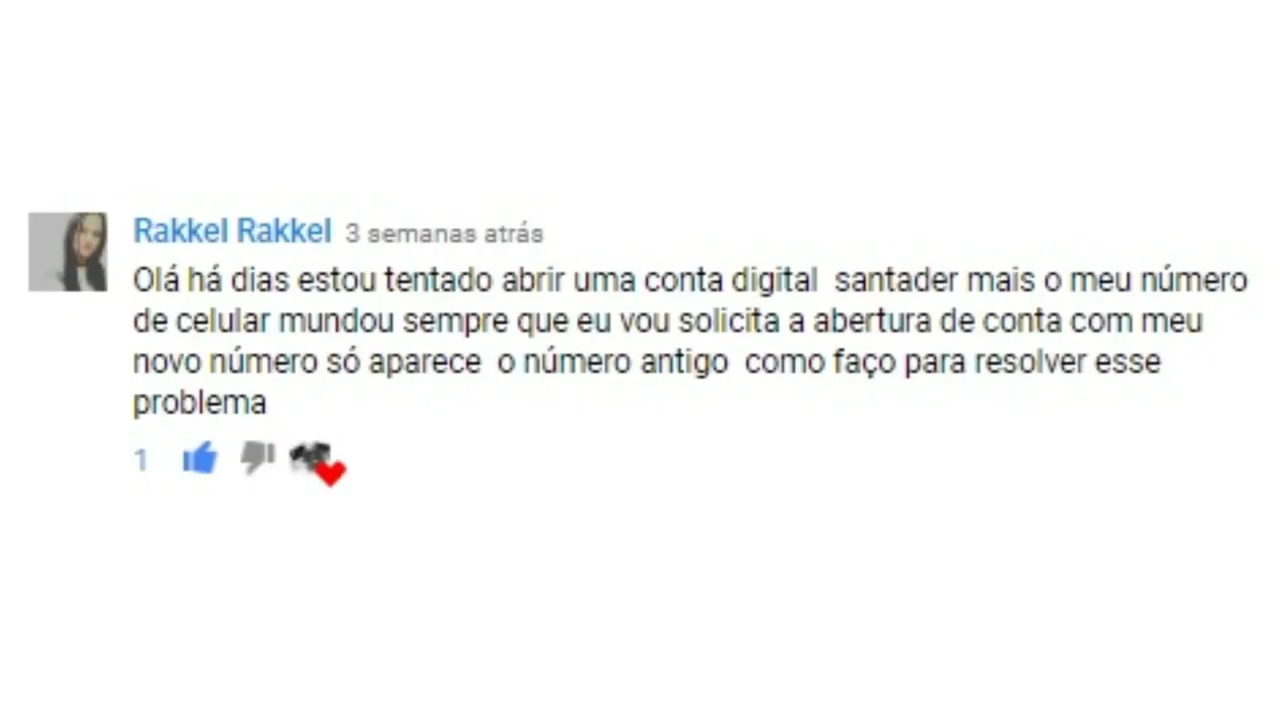 Rakkel Rakkel 3 semanas atrás
Olá há dias estou tentado abrir uma conta digital santader mais o meu número
de celular mundou sempre que eu vou solicita a abertura de conta com meu
novo número só aparece o número antigo como faço para resolver esse
problema
1